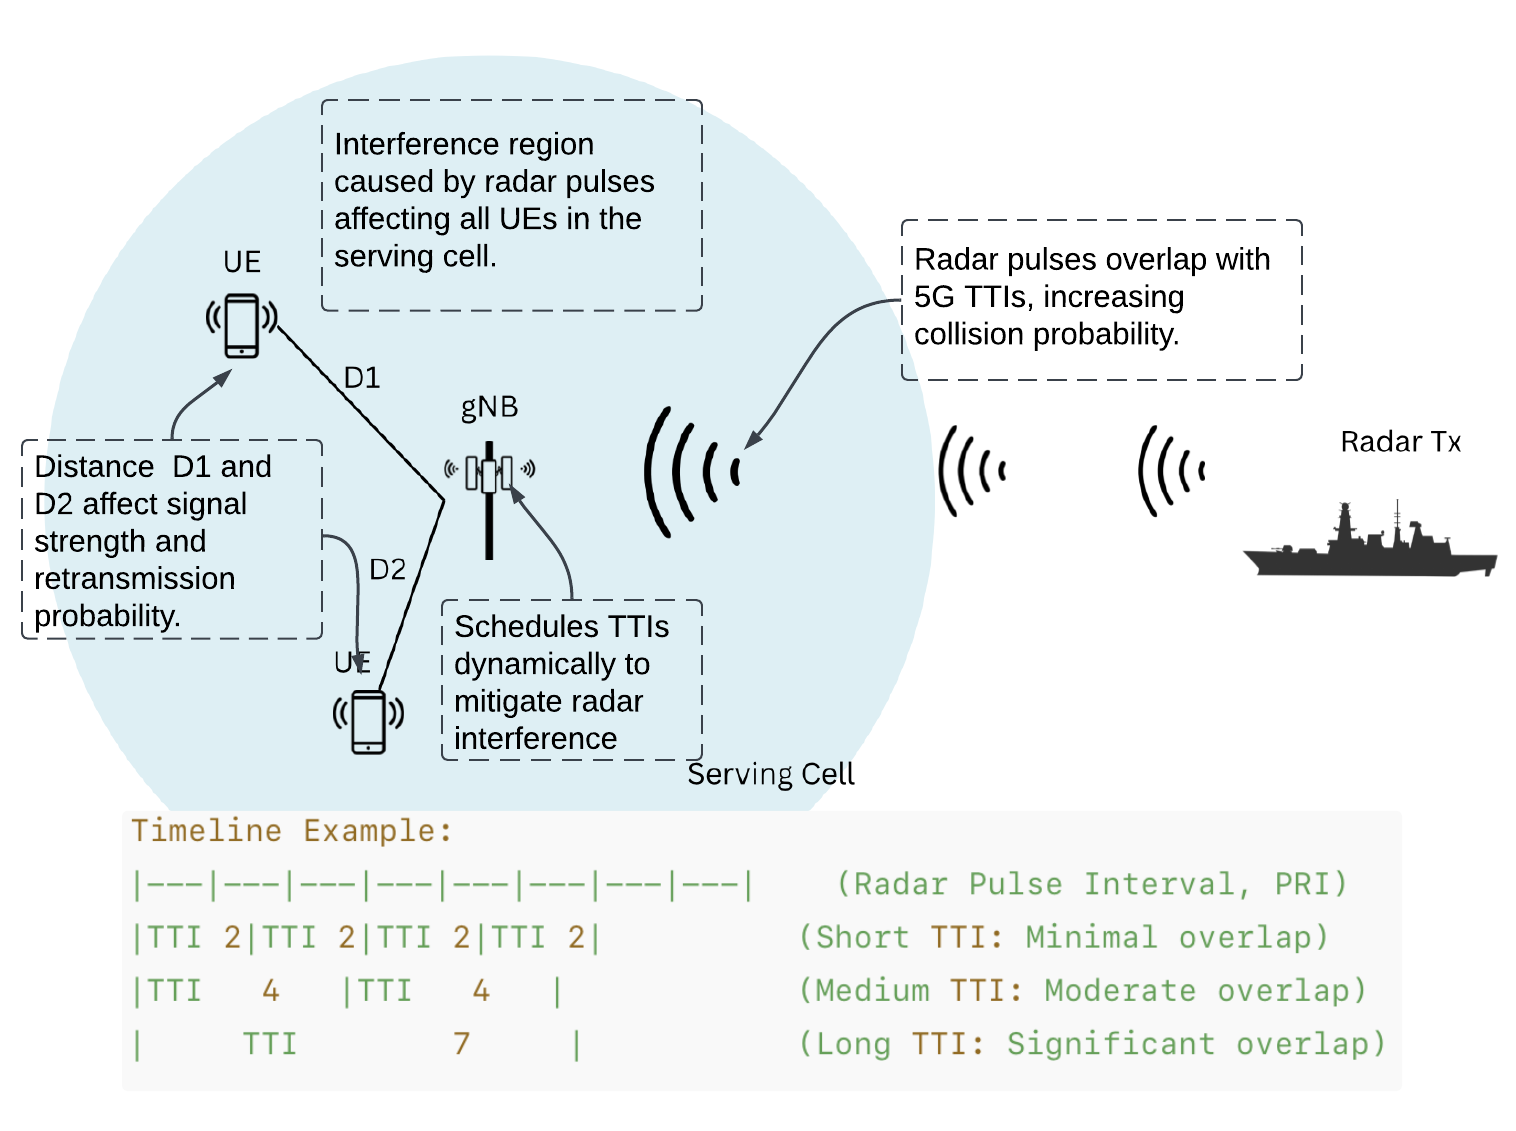 Interference region
caused by radar pulses
affecting all UEs in the
serving cell.
UE
Radar pulses overlap with
5G TTIs, increasing
collision probability.
D1
gNB
Radar Tx
Distance  D1 and
D2 affect signal
strength and
retransmission
probability.
D2
UE
Schedules TTIs
dynamically to
mitigate radar
interference
Serving Cell
Timeline Example:
|---|---|---|---|---|---|---|---| (Radar Pulse Interval, PRI)
|TTI 2|TTI 2|TTI 2|TTI 2| (Short TTI: Minimal overlap)
|TTI 4 |TTI 4 | (Medium TTI: Moderate overlap)
| TTI 7 | (Long TTI: Significant overlap)